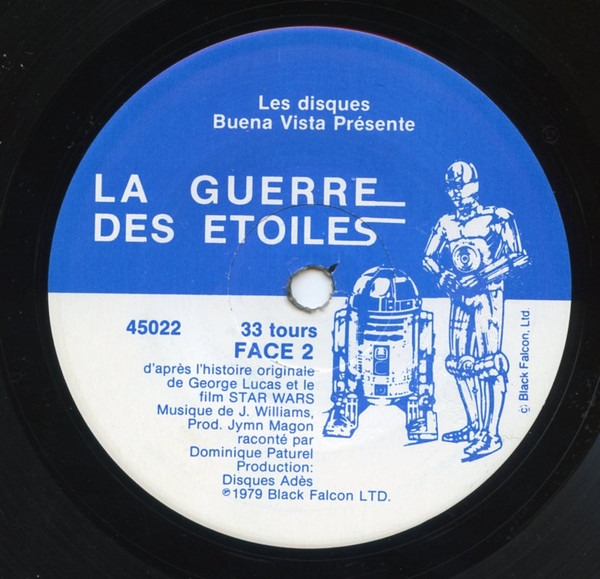 Les disques
Buena Vista Présente
LA GUERRE
DES ETOILES
45022 33 tours
FACE 2
d'après l'histoire originale
de George Lucas et le
film STAR WARS
Musique de J. Williams,
Prod. Jymn Magon
raconté par
Dominique Paturel
Production:
Disques Adès
℗1979 Black Falcon LTD.
© Black Falcon, Ltd.